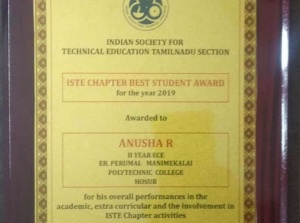 INDIAN SOCIETY FOR
TECHNICAL EDUCATION TAMILNADU SECTION
ISTE CHAPTER BEST STUDENT AWARD
for the year 2019
Awarded to
ANUSHA R
II YEAR ECE
ER. PERUMAL MANIMEKALAI
POLYTECHNIC COLLEGE
HOSUR
for his overall performances in the
academic, extra curricular and the involvement in
ISTE Chapter activities